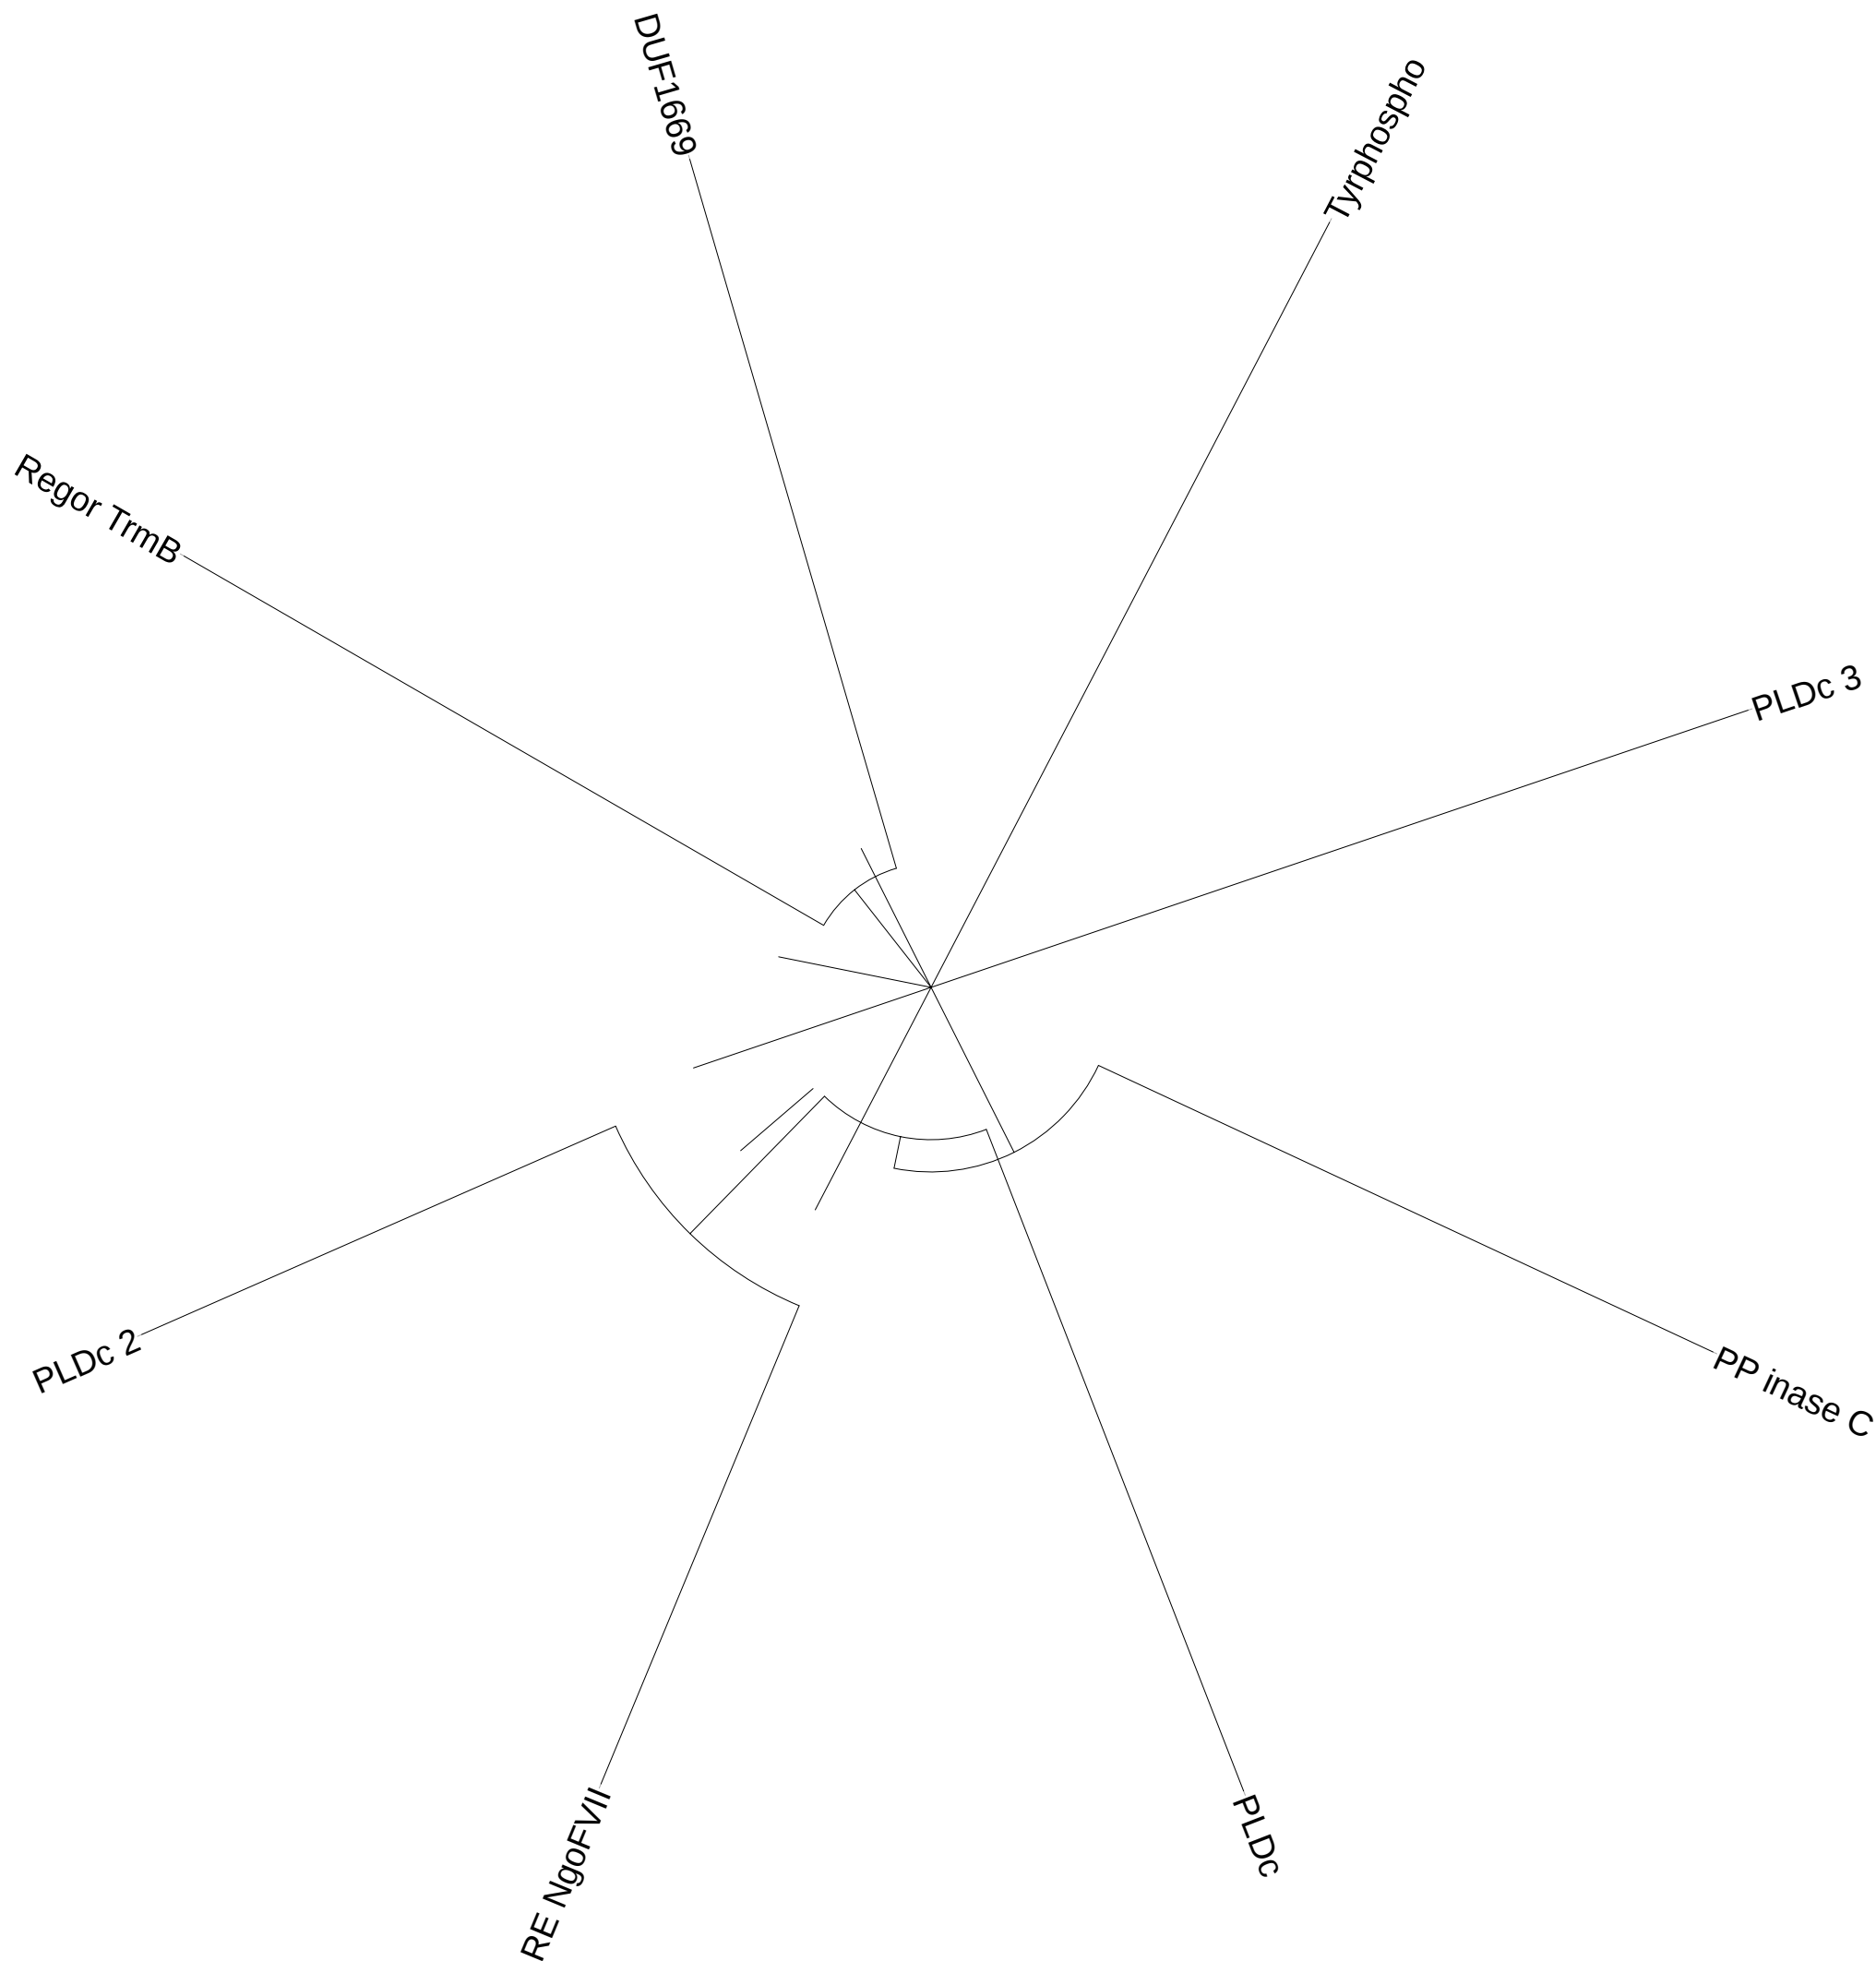 DUF1669
Tyrphospho
Regor TrmB
PLDc 3
PLDc 2
PP inase C
RE NgoFVII
PLDc